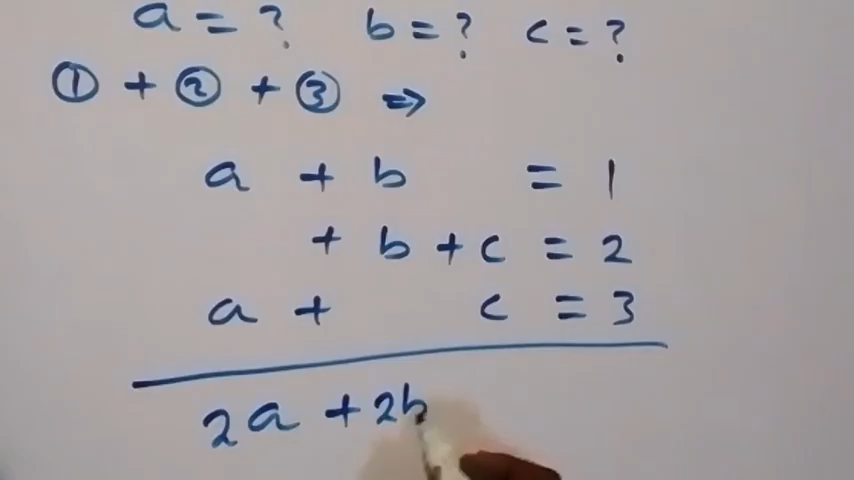 a = ? b = ? c = ?
① + ② + ③ ⇒
a + b = 1
+ b + c = 2
a + c = 3
2a + 2b